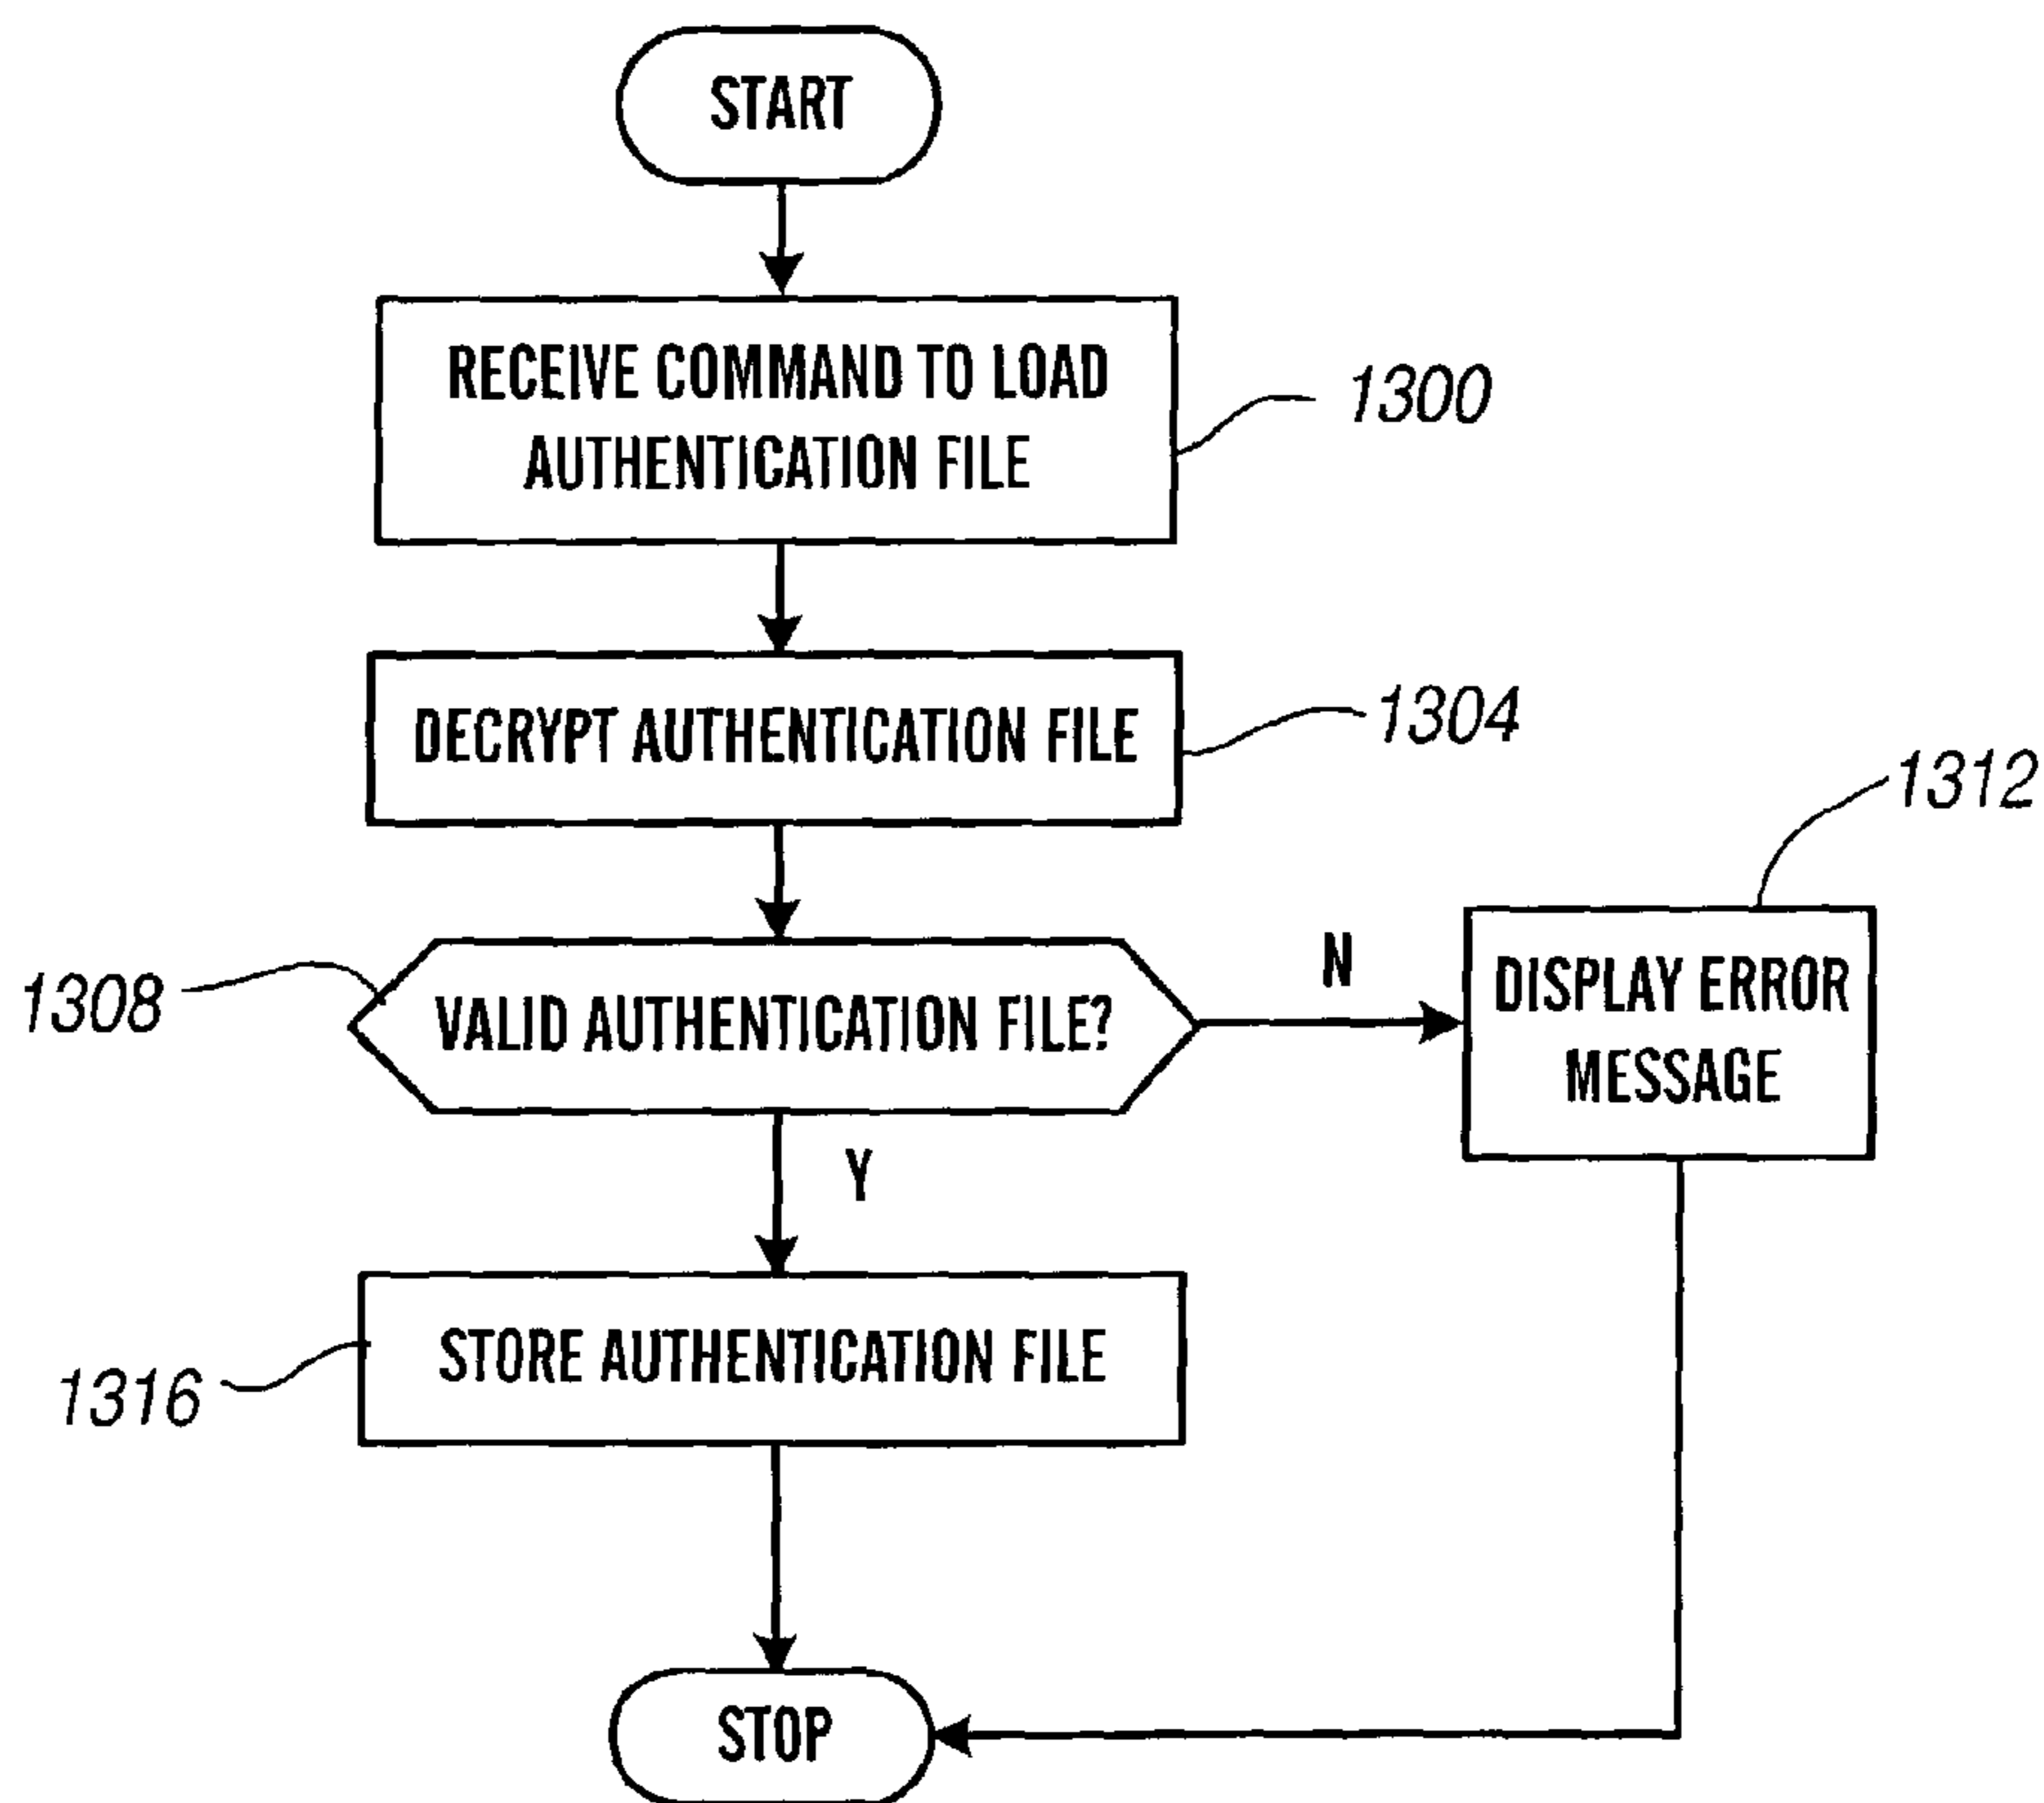 START
RECEIVE COMMAND TO LOAD
AUTHENTICATION FILE
1300
DECRYPT AUTHENTICATION FILE
1304
1312
1308
VALID AUTHENTICATION FILE?
N
DISPLAY ERROR
MESSAGE
Y
STORE AUTHENTICATION FILE
1316
STOP